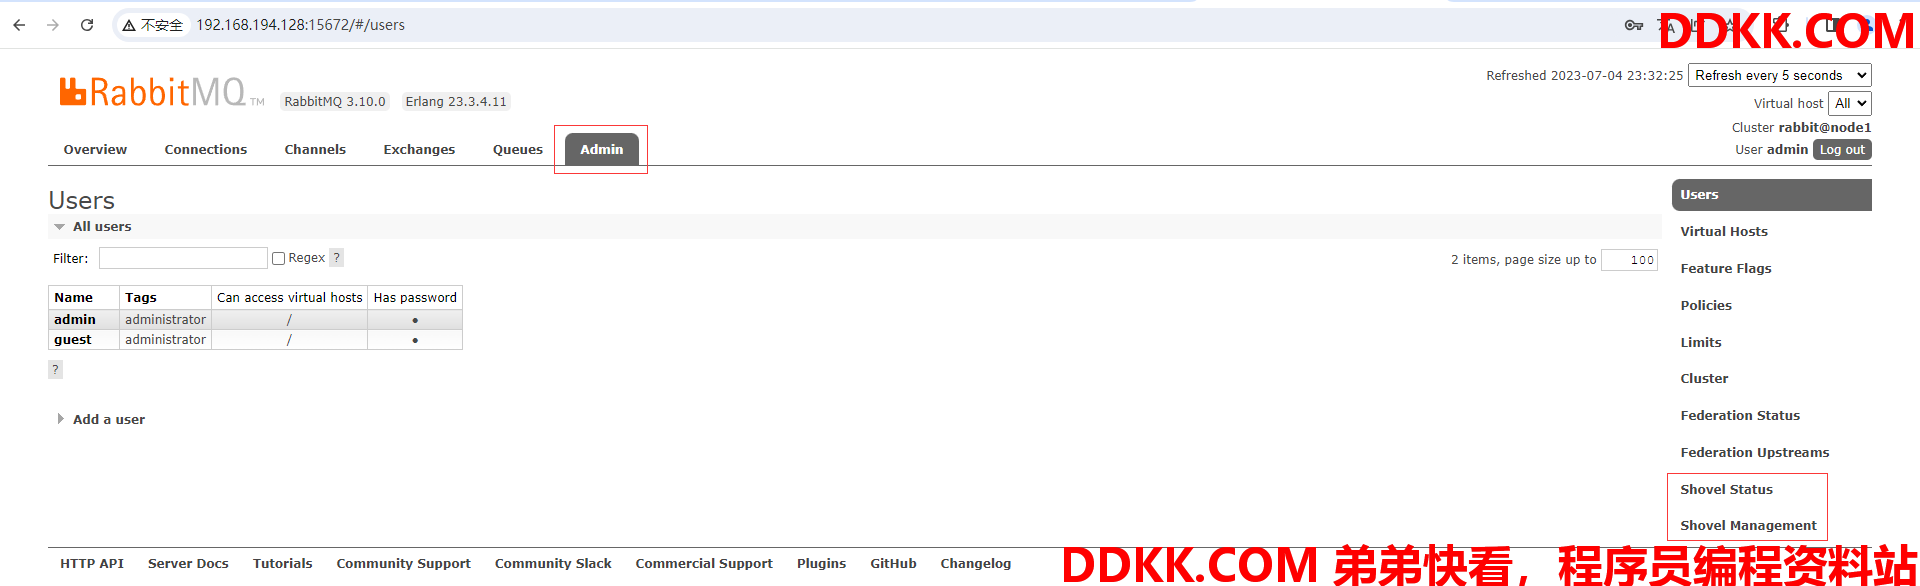 不安全 192.168.194.128:15672/#/users
DDKK.COM
RabbitMQ TM RabbitMQ 3.10.0 Erlang 23.3.4.11
Refreshed 2023-07-04 23:32:25 Refresh every 5 seconds
Virtual host All
Cluster rabbit@node1
User admin Log out
Overview Connections Channels Exchanges Queues Admin
Users
All users
Filter: Regex ?
2 items, page size up to 100
Name Tags Can access virtual hosts Has password
admin administrator / ●
guest administrator / ●
?
Add a user
Users
Virtual Hosts
Feature Flags
Policies
Limits
Cluster
Federation Status
Federation Upstreams
Shovel Status
Shovel Management
HTTP API Server Docs Tutorials Community Support Community Slack Commercial Support Plugins GitHub Changelog
DDKK.COM 弟弟快看，程序员编程资料站